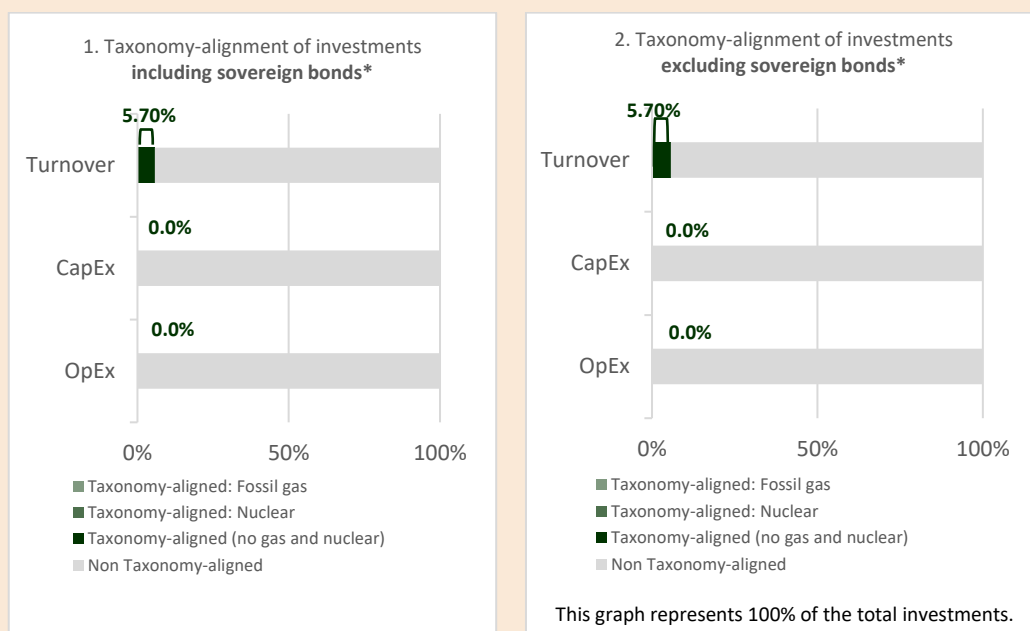 1. Taxonomy-alignment of investments
including sovereign bonds*
5.70%
Turnover
0.0%
CapEx
0.0%
OpEx
0%
50%
100%
Taxonomy-aligned: Fossil gas
Taxonomy-aligned: Nuclear
Taxonomy-aligned (no gas and nuclear)
Non Taxonomy-aligned
2. Taxonomy-alignment of investments
excluding sovereign bonds*
5.70%
Turnover
0.0%
CapEx
0.0%
OpEx
0%
50%
100%
Taxonomy-aligned: Fossil gas
Taxonomy-aligned: Nuclear
Taxonomy-aligned (no gas and nuclear)
Non Taxonomy-aligned
This graph represents 100% of the total investments.